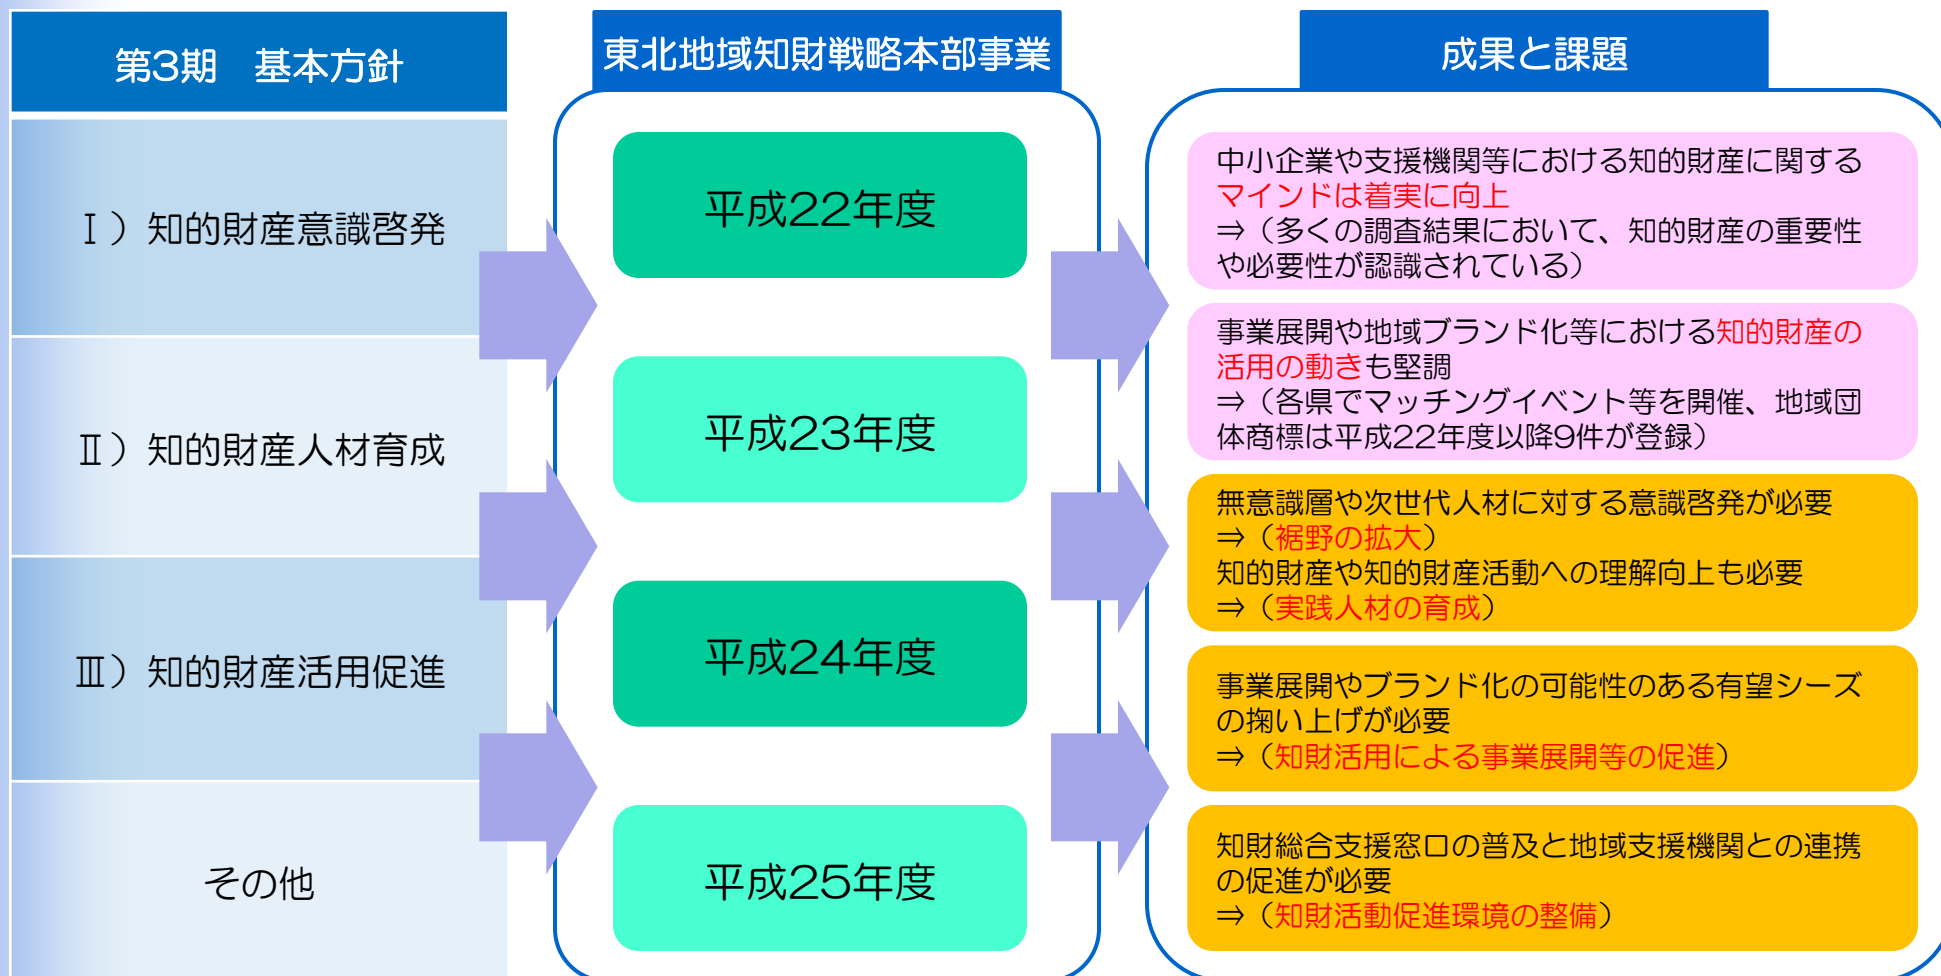 第3期　基本方針
Ⅰ）知的財産意識啓発
Ⅱ）知的財産人材育成
Ⅲ）知的財産活用促進
その他
東北地域知財戦略本部事業
平成22年度
平成23年度
平成24年度
平成25年度
成果と課題
中小企業や支援機関等における知的財産に関する
マインドは着実に向上
⇒（多くの調査結果において、知的財産の重要性
や必要性が認識されている）
事業展開や地域ブランド化等における知的財産の
活用の動きも堅調
⇒（各県でマッチングイベント等を開催、地域団
体商標は平成22年度以降9件が登録）
無意識層や次世代人材に対する意識啓発が必要
⇒（裾野の拡大）
知的財産や知的財産活動への理解向上も必要
⇒（実践人材の育成）
事業展開やブランド化の可能性のある有望シーズ
の掬い上げが必要
⇒（知財活用による事業展開等の促進）
知財総合支援窓口の普及と地域支援機関との連携
の促進が必要
⇒（知財活動促進環境の整備）